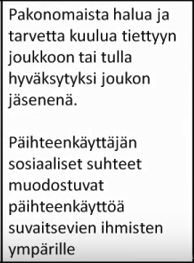 Pakonomaista halua ja
tarvetta kuulua tiettyyn
joukkoon tai tulla
hyväksytyksi joukon
jäsenenä.
Päihteenkäyttäjän
sosiaaliset suhteet
muodostuvat
päihteenkäyttöä
suvaitsevien ihmisten
ympärille